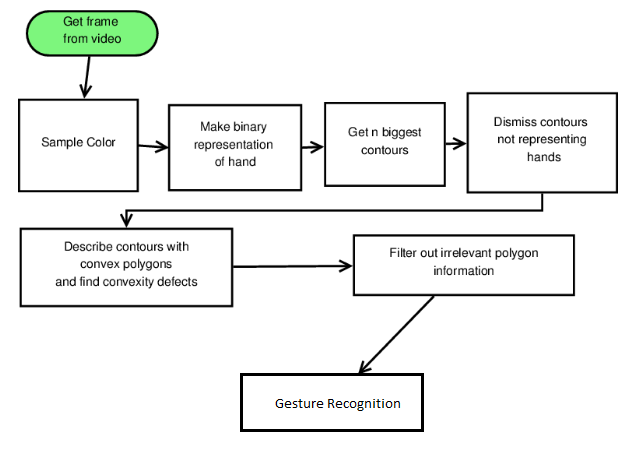 Get frame
from video
Sample Color
Make binary
representation
of hand
Get n biggest
contours
Dismiss contours
not representing
hands
Describe contours with
convex polygons
and find convexity defects
Filter out irrelevant polygon
information
Gesture Recognition